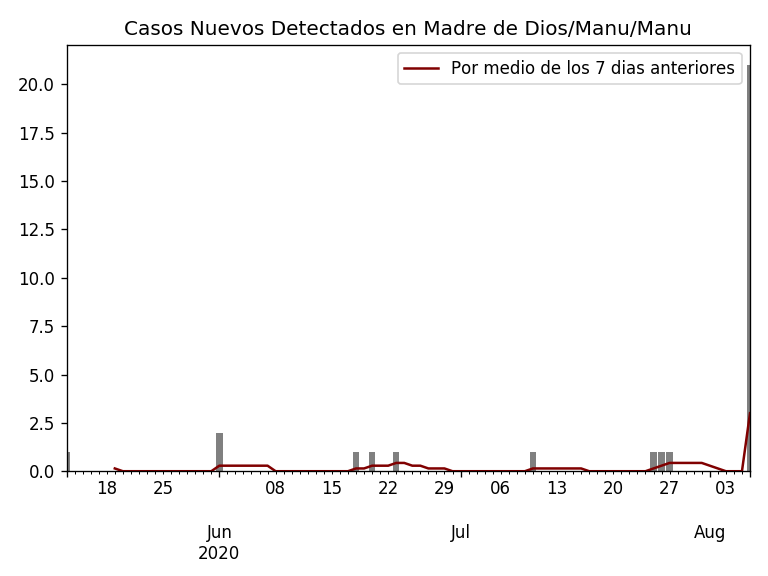 Casos Nuevos Detectados en Madre de Dios/Manu/Manu
Por medio de los 7 dias anteriores
20.0
17.5
15.0
12.5
10.0
7.5
5.0
2.5
0.0
18 25 08 15 22 29 06 13 20 27 03
Jun Jul Aug
2020